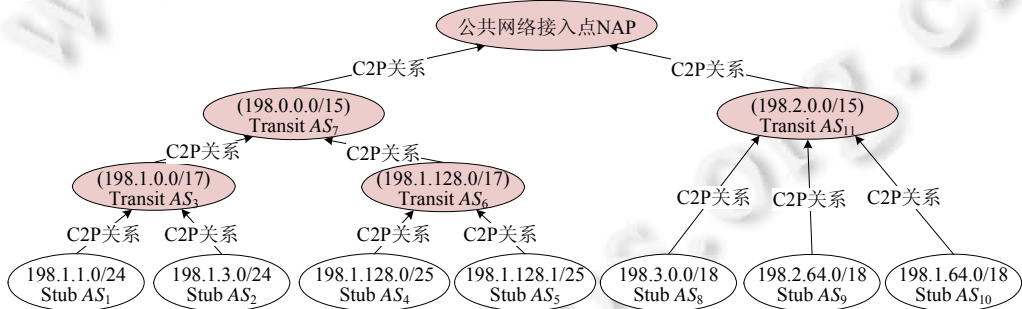 公共网络接入点NAP
C2P关系 C2P关系
(198.0.0.0/15) (198.2.0.0/15)
Transit AS7 Transit AS11
C2P关系 C2P关系
(198.1.0.0/17) (198.1.128.0/17)
Transit AS3 Transit AS6
C2P关系 C2P关系 C2P关系
C2P关系 C2P关系 C2P关系 C2P关系
198.1.1.0/24 198.1.3.0/24 198.1.128.0/25 198.1.128.1/25 198.3.0.0/18 198.2.64.0/18 198.1.64.0/18
Stub AS1 Stub AS2 Stub AS4 Stub AS5 Stub AS8 Stub AS9 Stub AS10